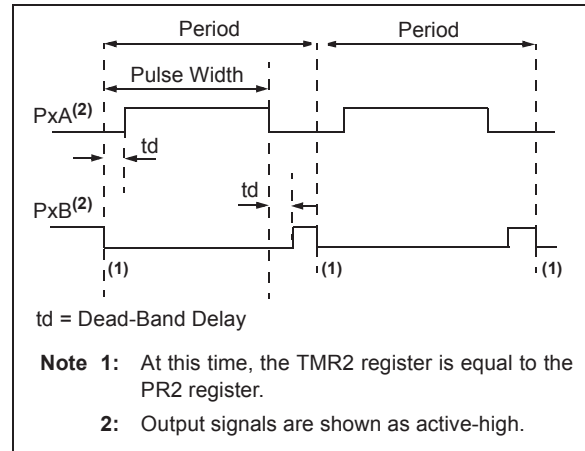 Period Period
Pulse Width
PxA(2)
td
td
PxB(2)
(1) (1) (1)
td = Dead-Band Delay
Note 1: At this time, the TMR2 register is equal to the
PR2 register.
2: Output signals are shown as active-high.